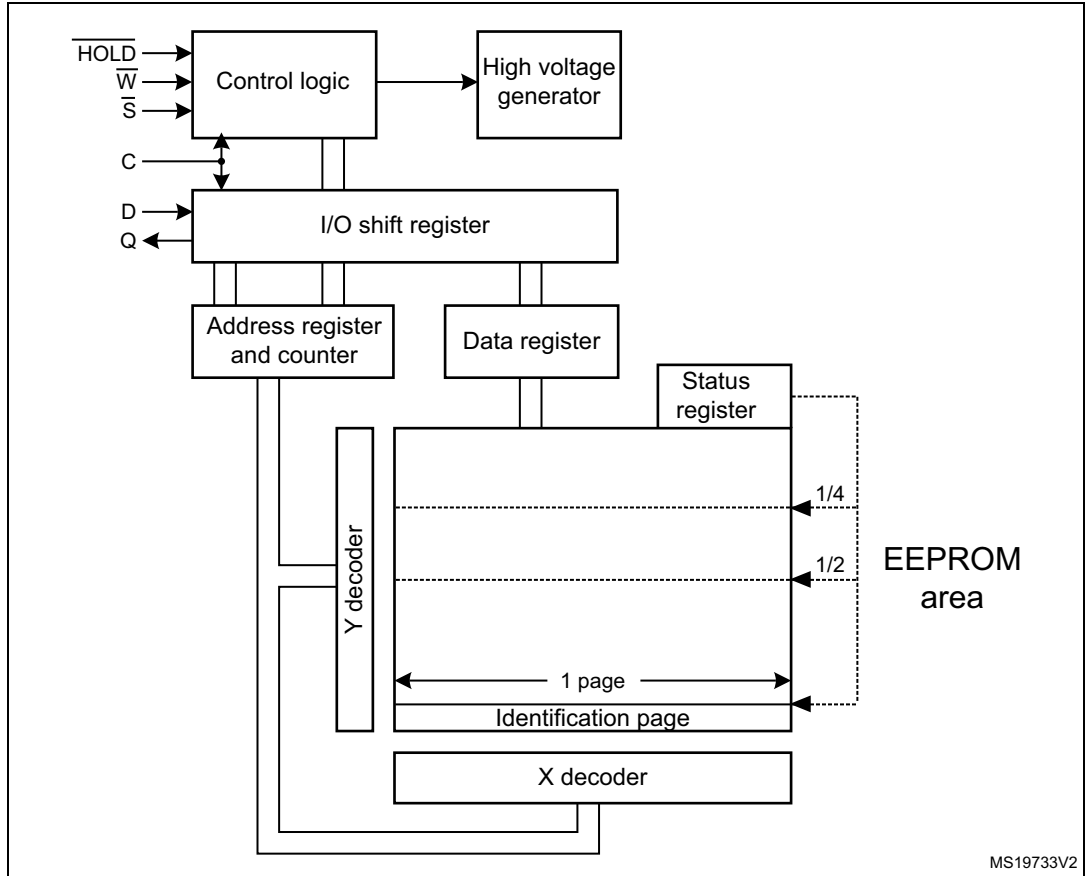 H̅O̅L̅D̅
W̅
S̅
Control logic
High voltage
generator
C
D
Q
I/O shift register
Address register
and counter
Data register
Status
register
1/4
1/2
EEPROM
area
Y decoder
1 page
Identification page
X decoder
MS19733V2